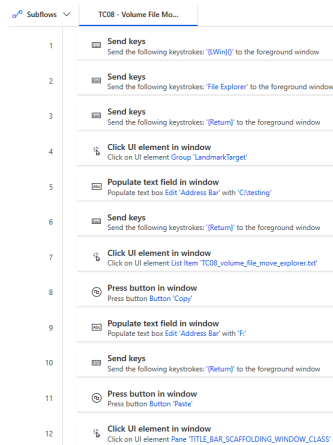 Subflows
TC08 - Volume File Mo...
1
Send keys
Send the following keystrokes: '{LWin}()' to the foreground window
2
Send keys
Send the following keystrokes: 'File Explorer' to the foreground window
3
Send keys
Send the following keystrokes: '{Return}' to the foreground window
4
Click UI element in window
Click on UI element Group 'LandmarkTarget'
5
Abc
Populate text field in window
Populate text box Edit 'Address Bar' with 'C:\testing'
6
Send keys
Send the following keystrokes: '{Return}' to the foreground window
7
Click UI element in window
Click on UI element List Item 'TC08_volume_file_move_explorer.txt'
8
Press button in window
Press button Button 'Copy'
9
Abc
Populate text field in window
Populate text box Edit 'Address Bar' with 'F:'
10
Send keys
Send the following keystrokes: '{Return}' to the foreground window
11
Press button in window
Press button Button 'Paste'
12
Click UI element in window
Click on UI element Pane 'TITLE_BAR_SCAFFOLDING_WINDOW_CLASS'